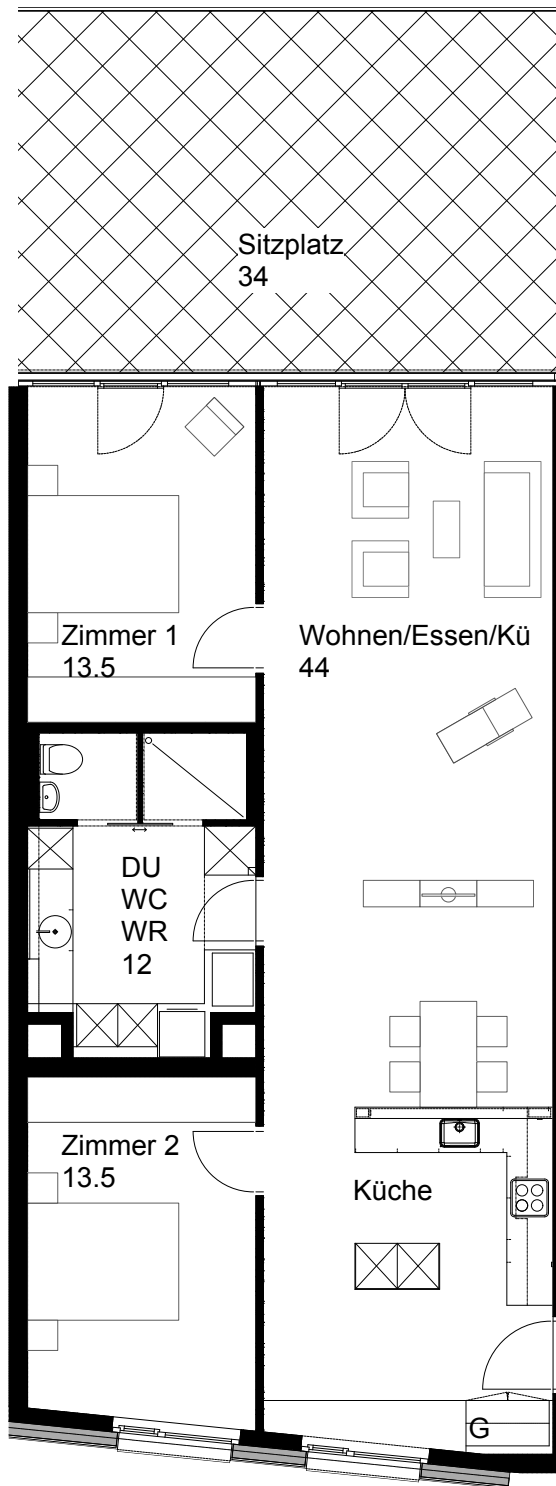 Sitzplatz
34
Zimmer 1
13.5
Wohnen/Essen/Kü
44
DU
WC
WR
12
Zimmer 2
13.5
Küche
G